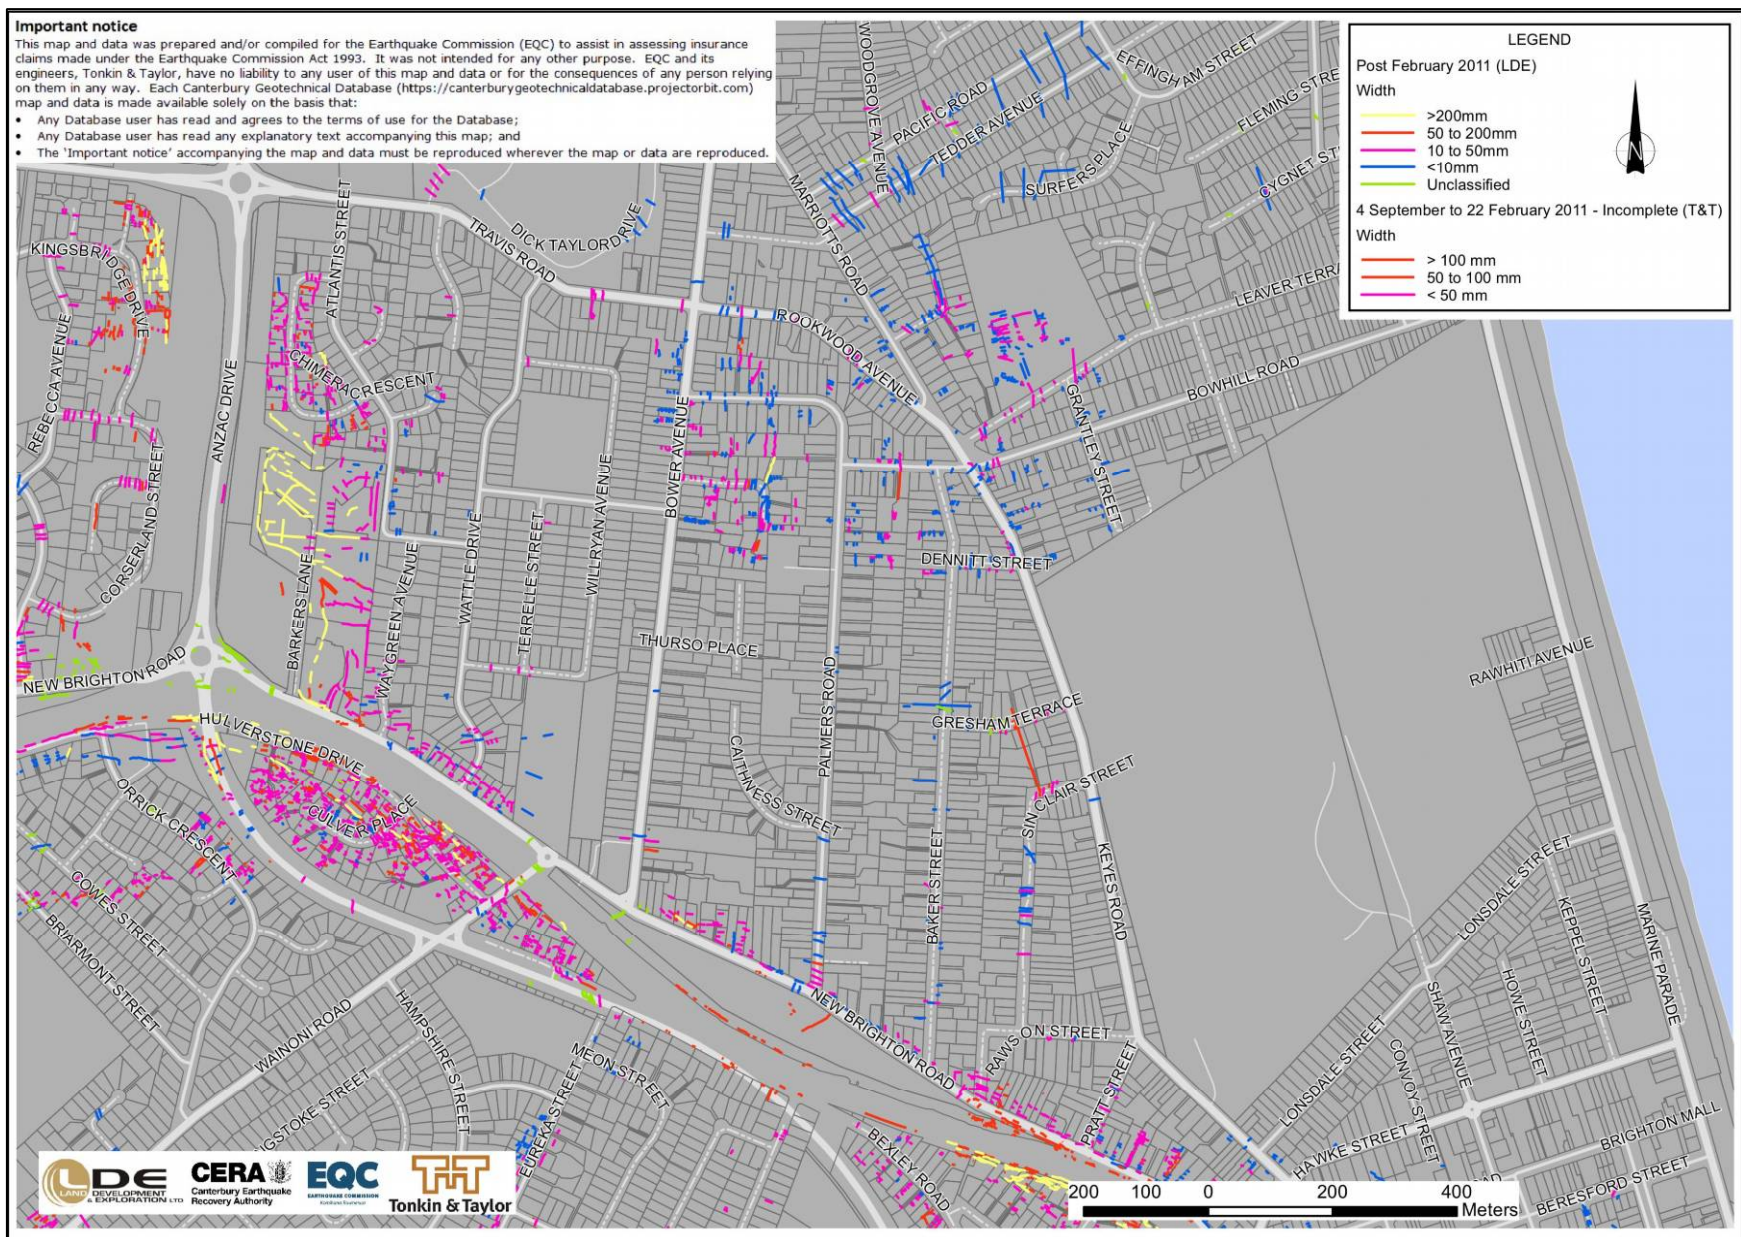 Important notice
This map and data was prepared and/or compiled for the Earthquake Commission (EQC) to assist in assessing insurance
claims made under the Earthquake Commission Act 1993. It was not intended for any other purpose. EQC and its
engineers, Tonkin & Taylor, have no liability to any user of this map and data or for the consequences of any person relying
on them in any way. Each Canterbury Geotechnical Database (https://canterburygeotechnicaldatabase.projectorbit.com)
map and data is made available solely on the basis that:
• Any Database user has read and agrees to the terms of use for the Database;
• Any Database user has read any explanatory text accompanying this map; and
• The 'Important notice' accompanying the map and data must be reproduced wherever the map or data are reproduced.
LEGEND
Post February 2011 (LDE)
Width
>200mm
50 to 200mm
10 to 50mm
<10mm
Unclassified
4 September to 22 February 2011 - Incomplete (T&T)
Width
> 100 mm
50 to 100 mm
< 50 mm
N
WOODGROVE AVENUE
PACIFIC ROAD
TEDDER AVENUE
EFFINGHAM STREET
FLEMING STRE
SURFERS PLACE
CYGNET ST
MARRIOTTS ROAD
LEAVER TERRA
KINGSBRIDGE DRIVE
ATLANTIS STREET
TRAVIS ROAD
DICK TAYLOR DRIVE
ROOKWOOD AVENUE
REBECCA AVENUE
ANZAC DRIVE
CHIMERA CRESCENT
BOWER AVENUE
GRANTLEY STREET
BOWHILL ROAD
CORSERLAND STREET
BARKERS LANE
WAYGREEN AVENUE
WATTLE DRIVE
TERRELLE STREET
WILLRYAN AVENUE
DENNITT STREET
THURSO PLACE
NEW BRIGHTON ROAD
HULVERSTONE DRIVE
PALMERS ROAD
GRESHAM TERRACE
RAWHITI AVENUE
CAITHNESS STREET
SINCLAIR STREET
ORRICK CRESCENT
CULVER PLACE
BAKER STREET
KEYES ROAD
COWES STREET
BRIARMONT STREET
LONSDALE STREET
KEPPEL STREET
MARINE PARADE
HOWE STREET
SHAW AVENUE
WAINONI ROAD
HAMPSHIRE STREET
NEW BRIGHTON ROAD
RAWSON STREET
MEON STREET
EUREKA STREET
NGSTOKE STREET
PRATT STREET
LONSDALE STREET
CONVOY STREET
BEXLEY ROAD
HAWKE STREET
BRIGHTON MALL
BERESFORD STREET
AD
LDE
LAND DEVELOPMENT
& EXPLORATION LTD
CERA
Canterbury Earthquake
Recovery Authority
EQC
EARTHQUAKE COMMISSION
T+T
Tonkin & Taylor
200 100 0 200 400
Meters